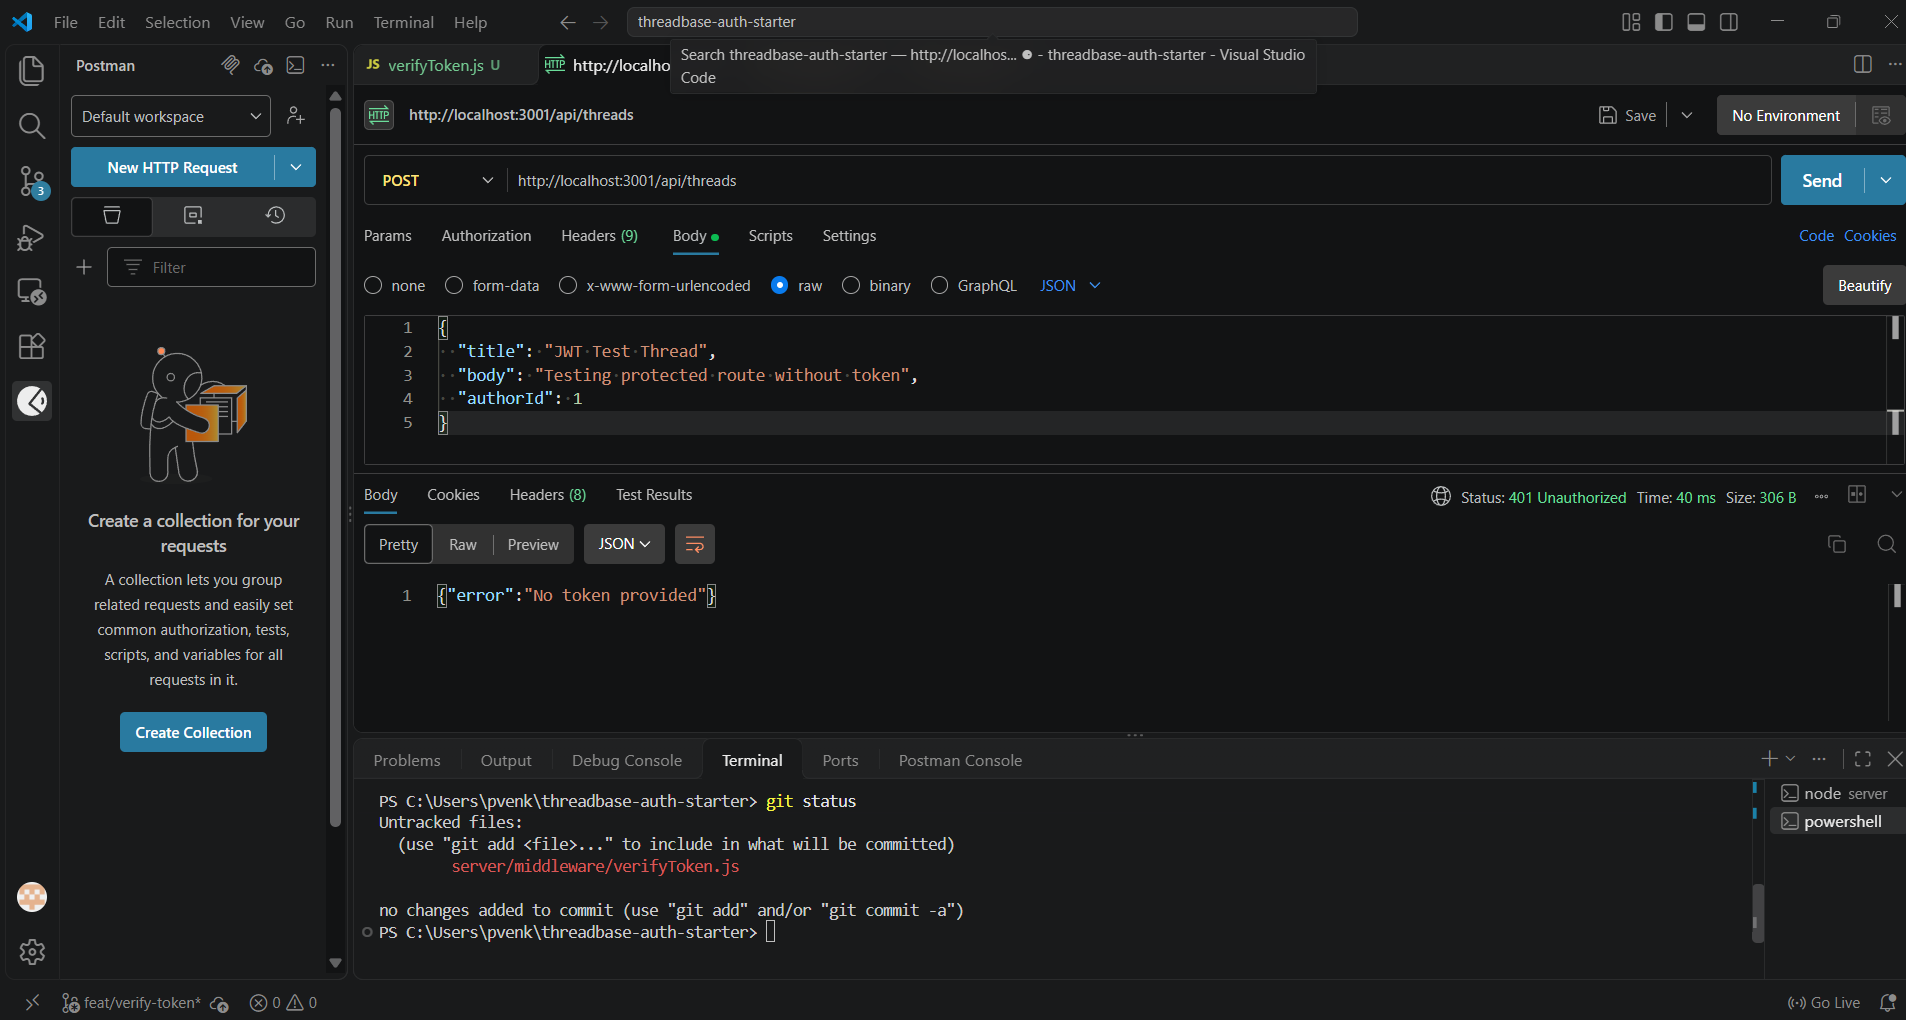 File Edit Selection View Go Run Terminal Help
threadbase-auth-starter
Search threadbase-auth-starter — http://localhos... ● - threadbase-auth-starter - Visual Studio
Code
Postman
Default workspace
New HTTP Request
Filter
Create a collection for your
requests
A collection lets you group
related requests and easily set
common authorization, tests,
scripts, and variables for all
requests in it.
Create Collection
3
JS verifyToken.js U
HTTP http://localho
HTTP http://localhost:3001/api/threads
Save
No Environment
POST http://localhost:3001/api/threads
Send
Params Authorization Headers (9) Body Scripts Settings
Code Cookies
none form-data x-www-form-urlencoded raw binary GraphQL JSON
Beautify
1 {
2 "title": "JWT Test Thread",
3 "body": "Testing protected route without token",
4 "authorId": 1
5 }
Body Cookies Headers (8) Test Results
Status: 401 Unauthorized Time: 40 ms Size: 306 B
Pretty Raw Preview JSON
1 {"error":"No token provided"}
Problems Output Debug Console Terminal Ports Postman Console
PS C:\Users\pvenk\threadbase-auth-starter> git status
Untracked files:
(use "git add <file>..." to include in what will be committed)
server/middleware/verifyToken.js
no changes added to commit (use "git add" and/or "git commit -a")
PS C:\Users\pvenk\threadbase-auth-starter>
node server
powershell
feat/verify-token* 0 0
Go Live